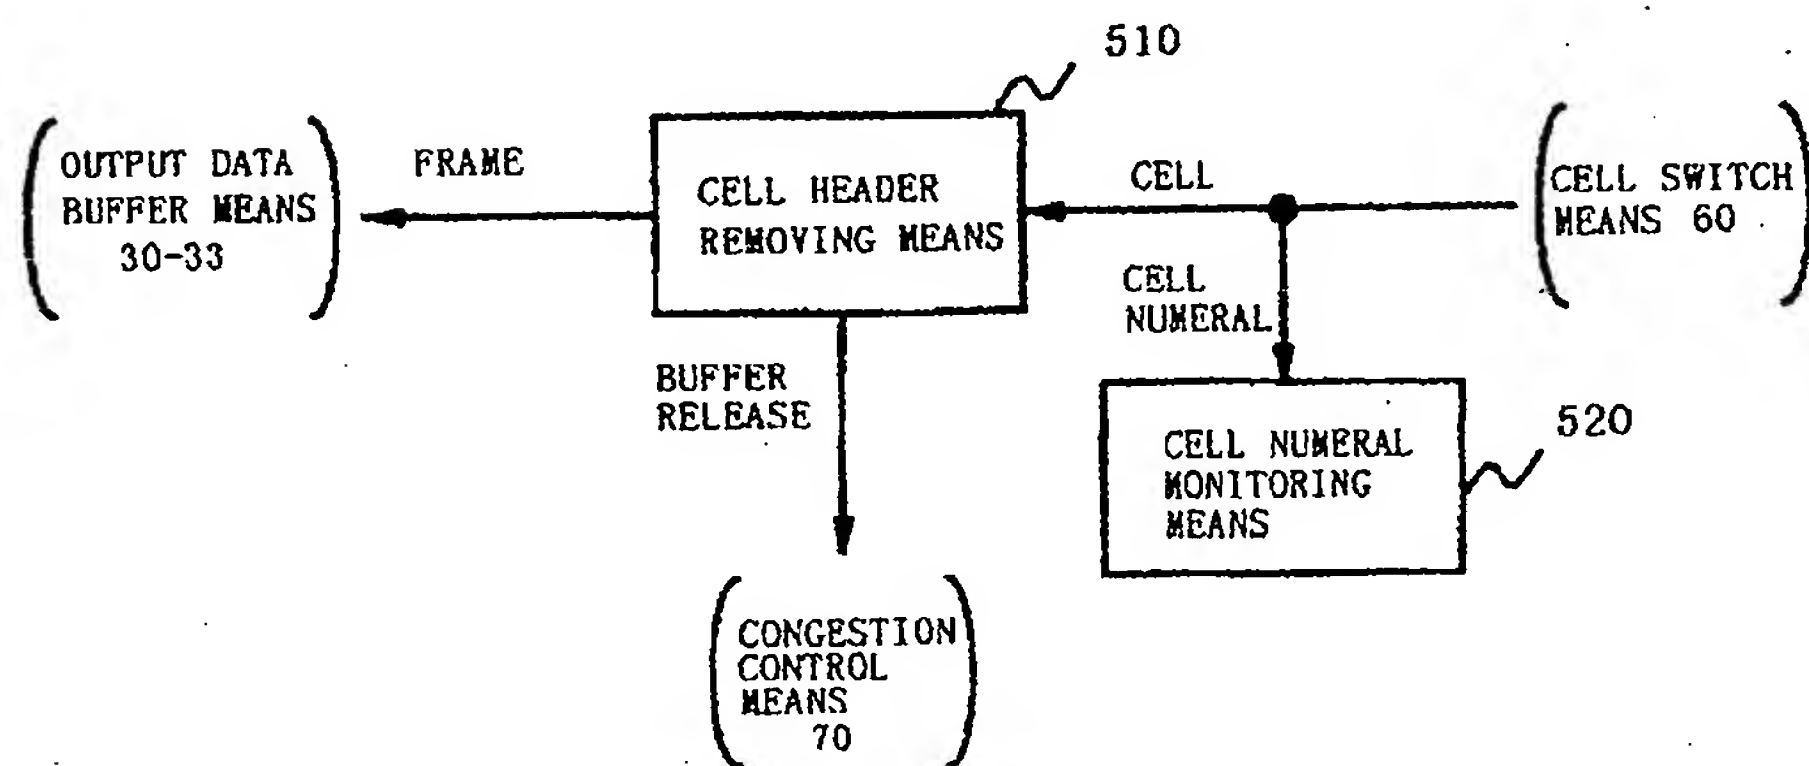 510
OUTPUT DATA
BUFFER MEANS
30-33
FRAME
CELL HEADER
REMOVING MEANS
CELL
CELL SWITCH
MEANS 60
CELL
NUMERAL
BUFFER
RELEASE
CELL NUMERAL
MONITORING
MEANS
520
CONGESTION
CONTROL
MEANS
70